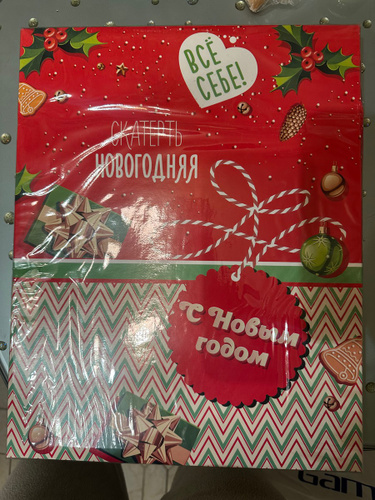 ВСЁ
СЕБЕ!
СКАТЕРТЬ
НОВОГОДНЯЯ
С Новым
годом